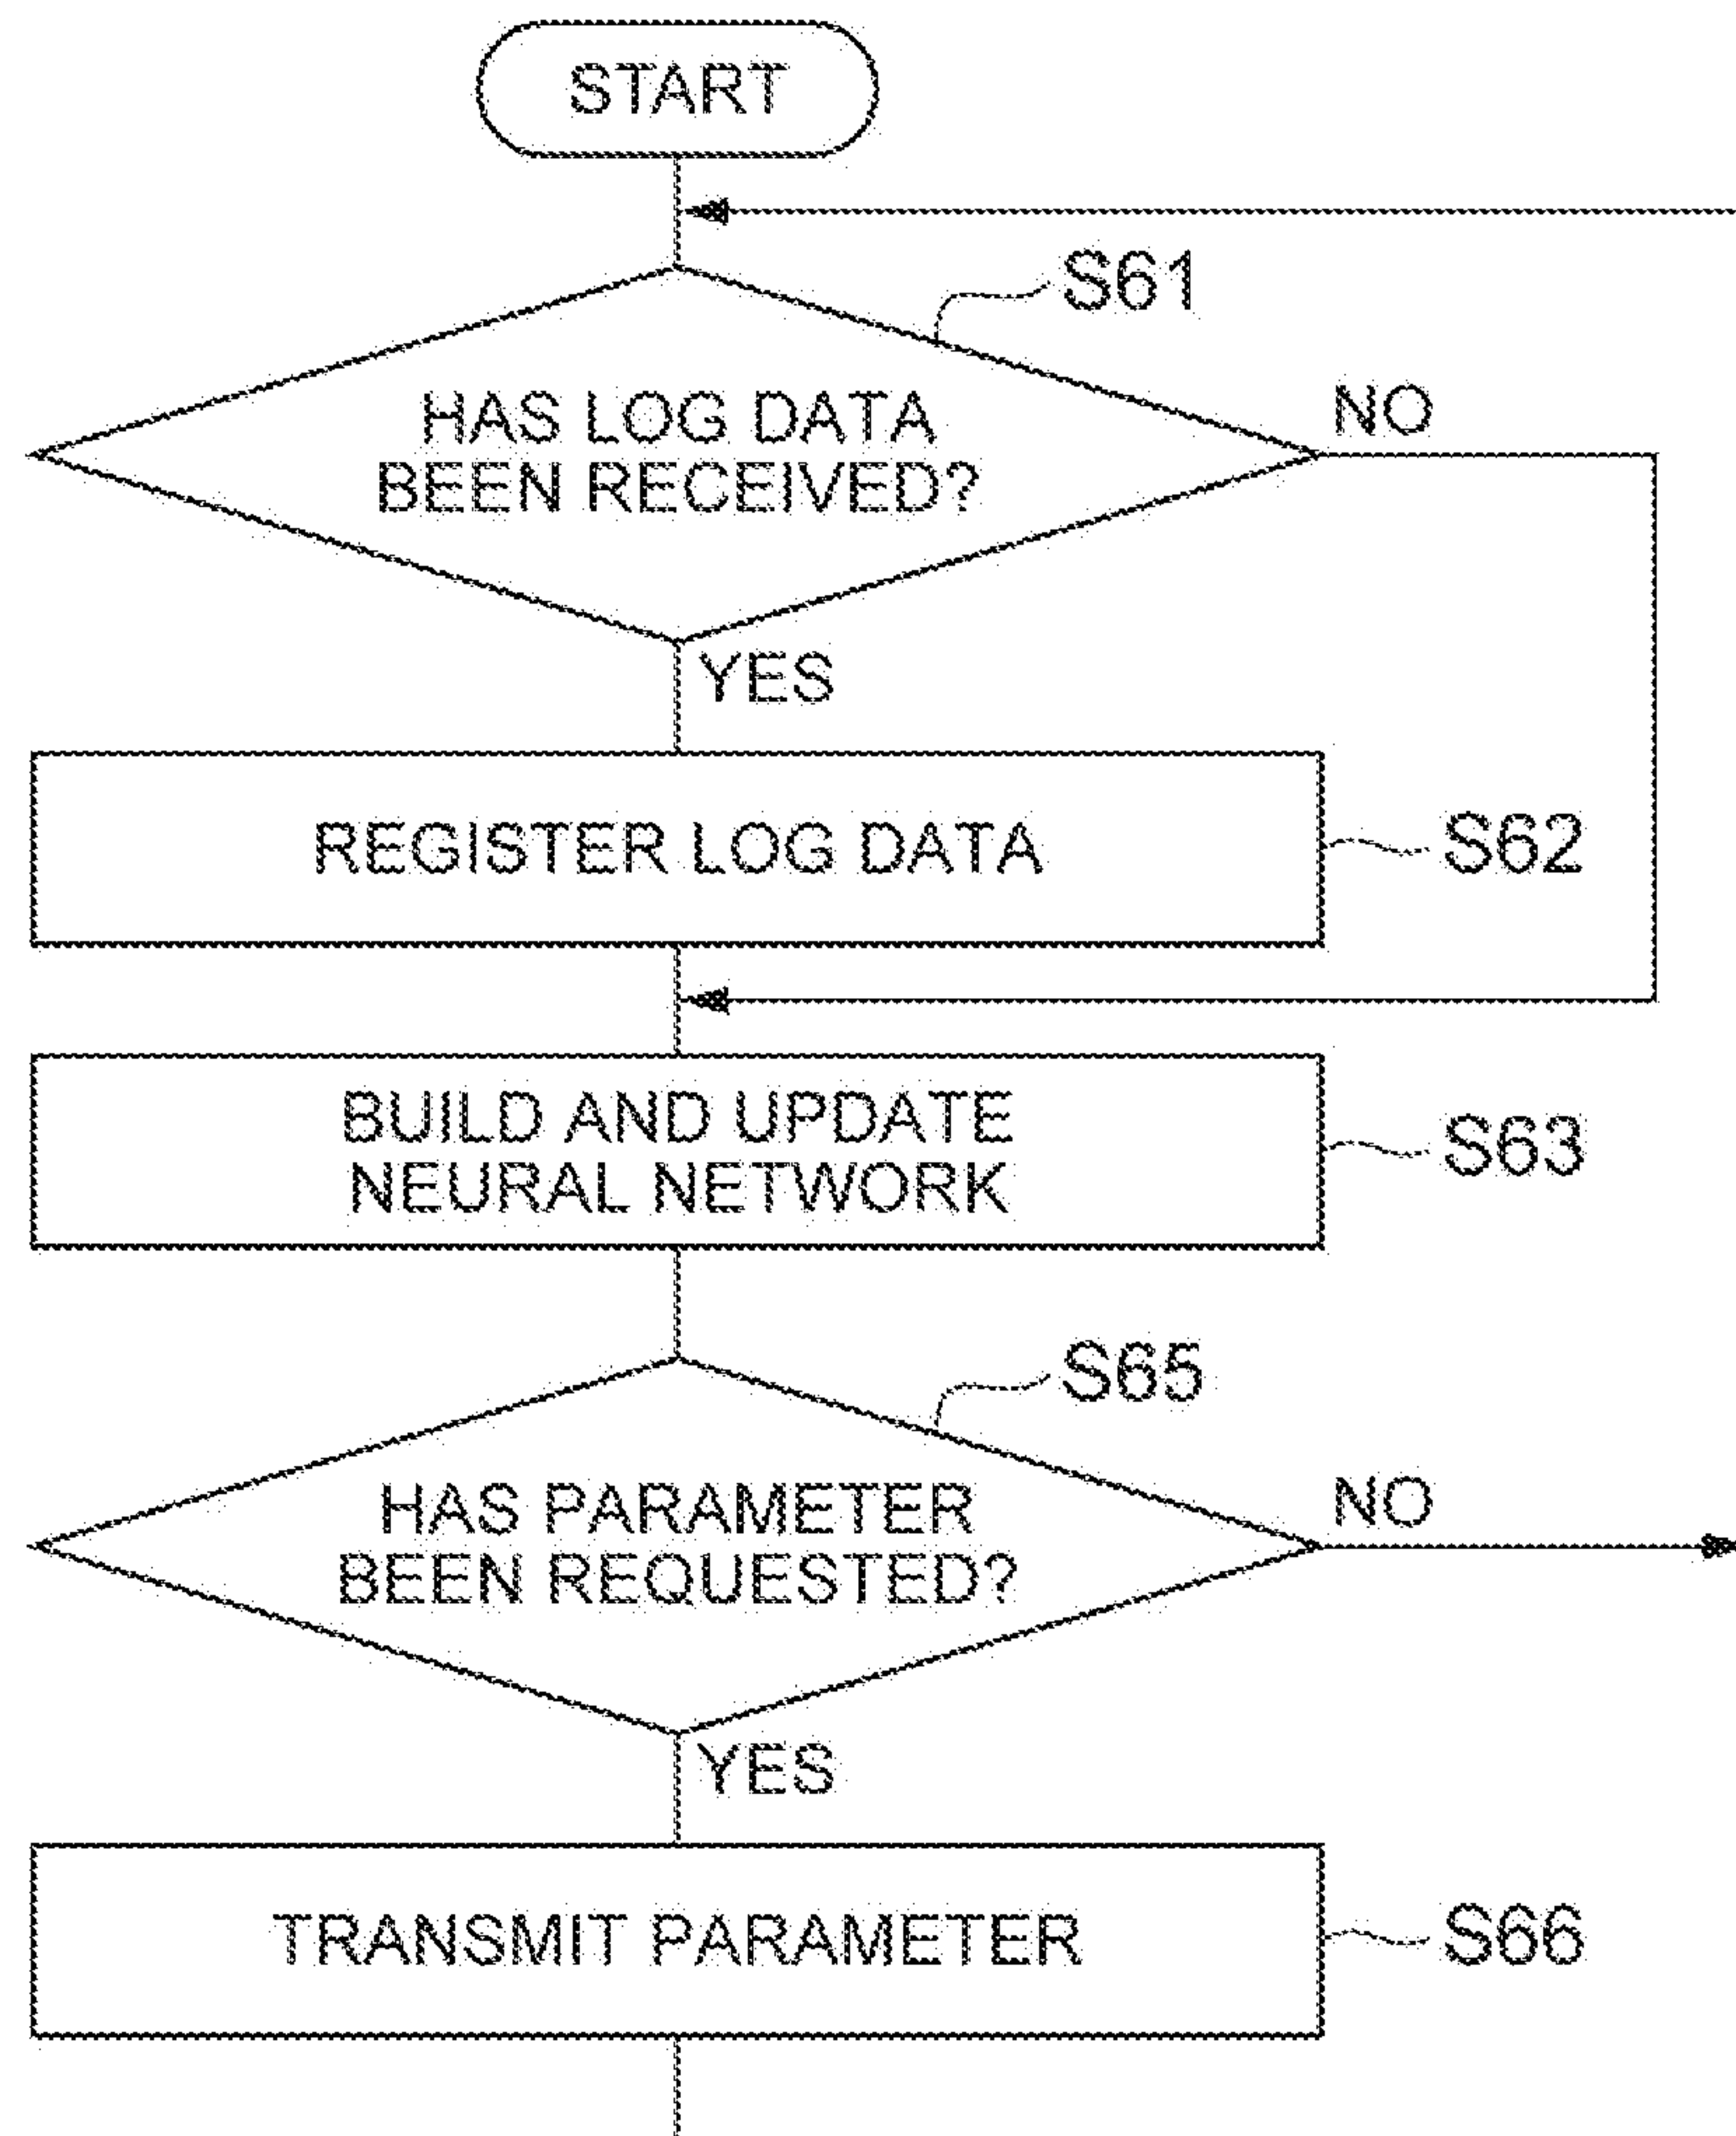 START
S61
HAS LOG DATA
BEEN RECEIVED?
NO
YES
REGISTER LOG DATA
S62
BUILD AND UPDATE
NEURAL NETWORK
S63
S65
HAS PARAMETER
BEEN REQUESTED?
NO
YES
TRANSMIT PARAMETER
S66